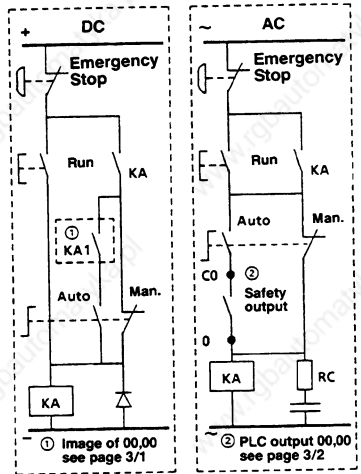 DC
+
Emergency
Stop
Run
KA
①
KA1
Auto
Man.
KA
−
① Image of 00,00
see page 3/1
AC
~
Emergency
Stop
Run
KA
Auto
Man.
C0
②
Safety
output
0
KA
RC
~
② PLC output 00,00
see page 3/2